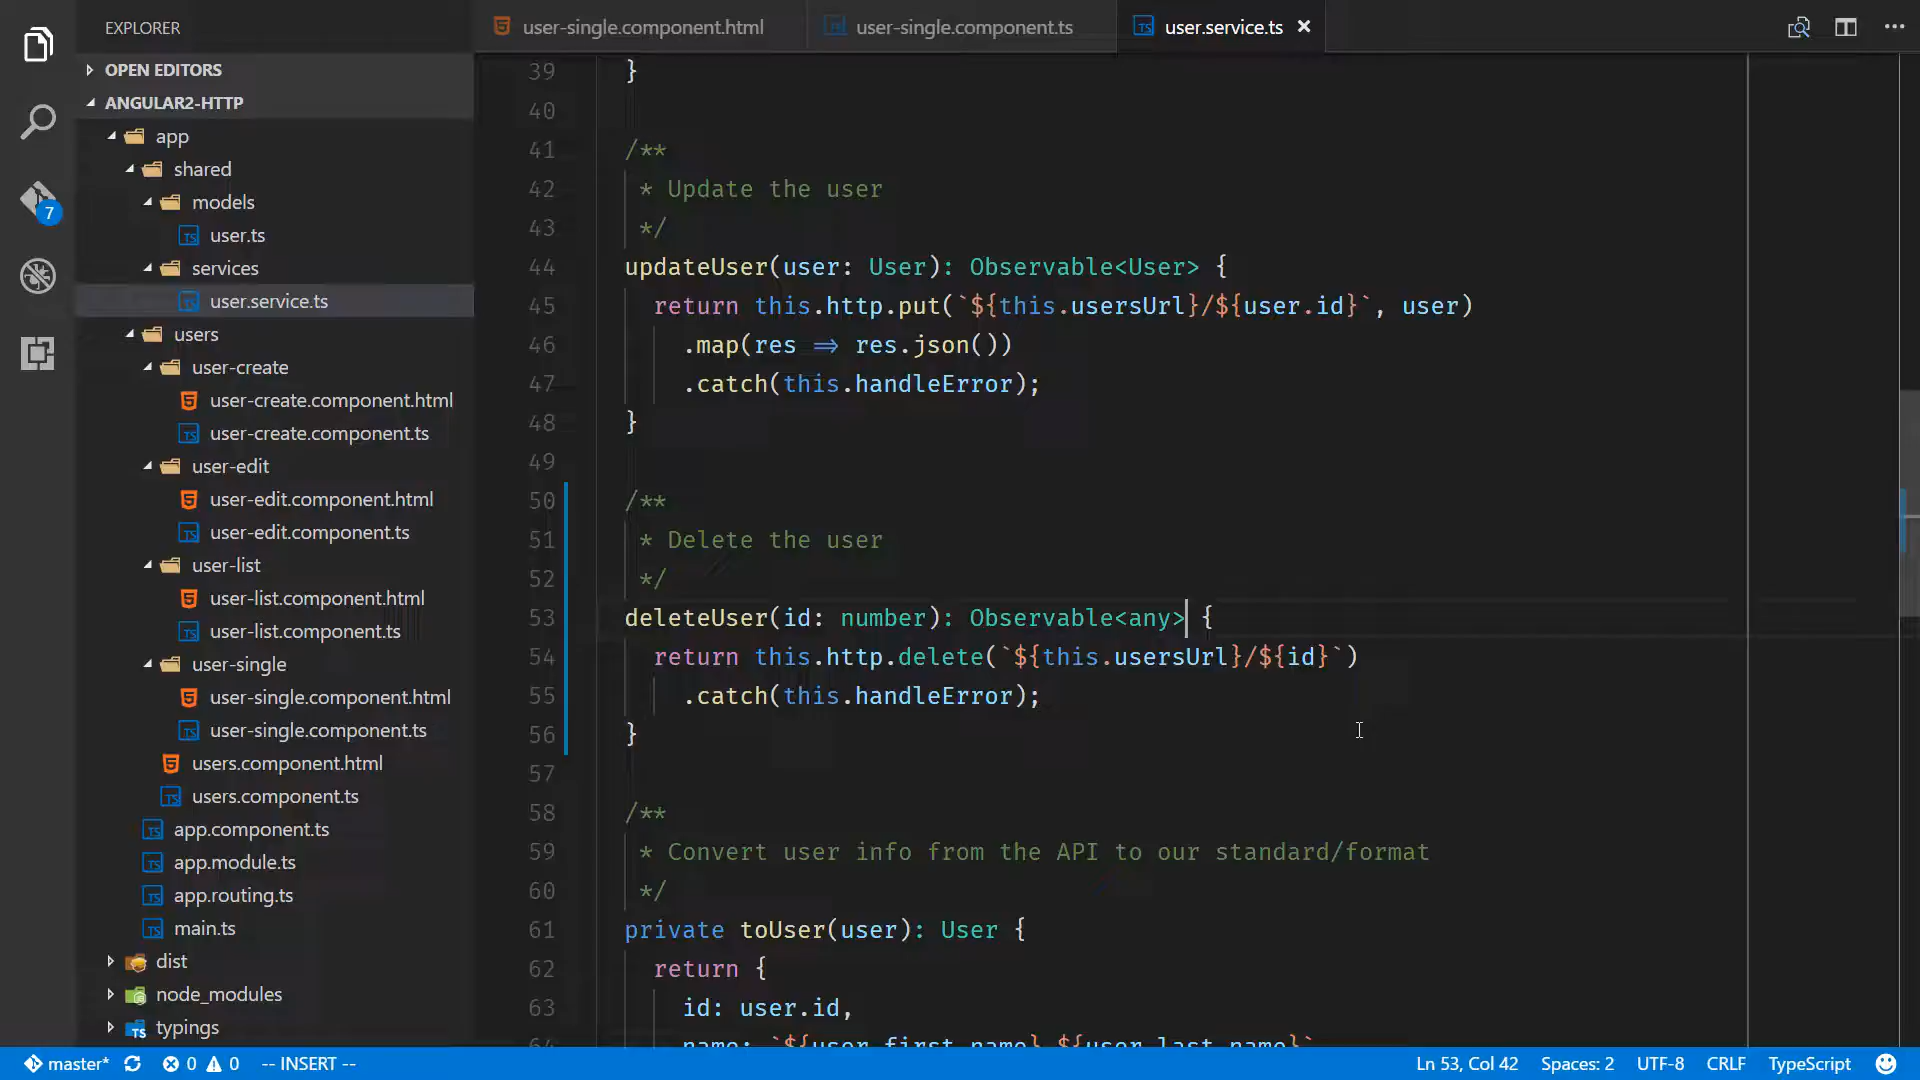 EXPLORER
OPEN EDITORS
ANGULAR2-HTTP
app
shared
models
user.ts
services
user.service.ts
users
user-create
user-create.component.html
user-create.component.ts
user-edit
user-edit.component.html
user-edit.component.ts
user-list
user-list.component.html
user-list.component.ts
user-single
user-single.component.html
user-single.component.ts
users.component.html
users.component.ts
app.component.ts
app.module.ts
app.routing.ts
main.ts
dist
node_modules
typings
7
user-single.component.html user-single.component.ts user.service.ts
39 }
40
41 /**
42 * Update the user
43 */
44 updateUser(user: User): Observable<User> {
45 return this.http.put(`${this.usersUrl}/${user.id}`, user)
46 .map(res => res.json())
47 .catch(this.handleError);
48 }
49
50 /**
51 * Delete the user
52 */
53 deleteUser(id: number): Observable<any> {
54 return this.http.delete(`${this.usersUrl}/${id}`)
55 .catch(this.handleError);
56 }
57
58 /**
59 * Convert user info from the API to our standard/format
60 */
61 private toUser(user): User {
62 return {
63 id: user.id,
64 name: `${user.first_name} ${user.last_name}`
master* 0 0 -- INSERT -- Ln 53, Col 42 Spaces: 2 UTF-8 CRLF TypeScript